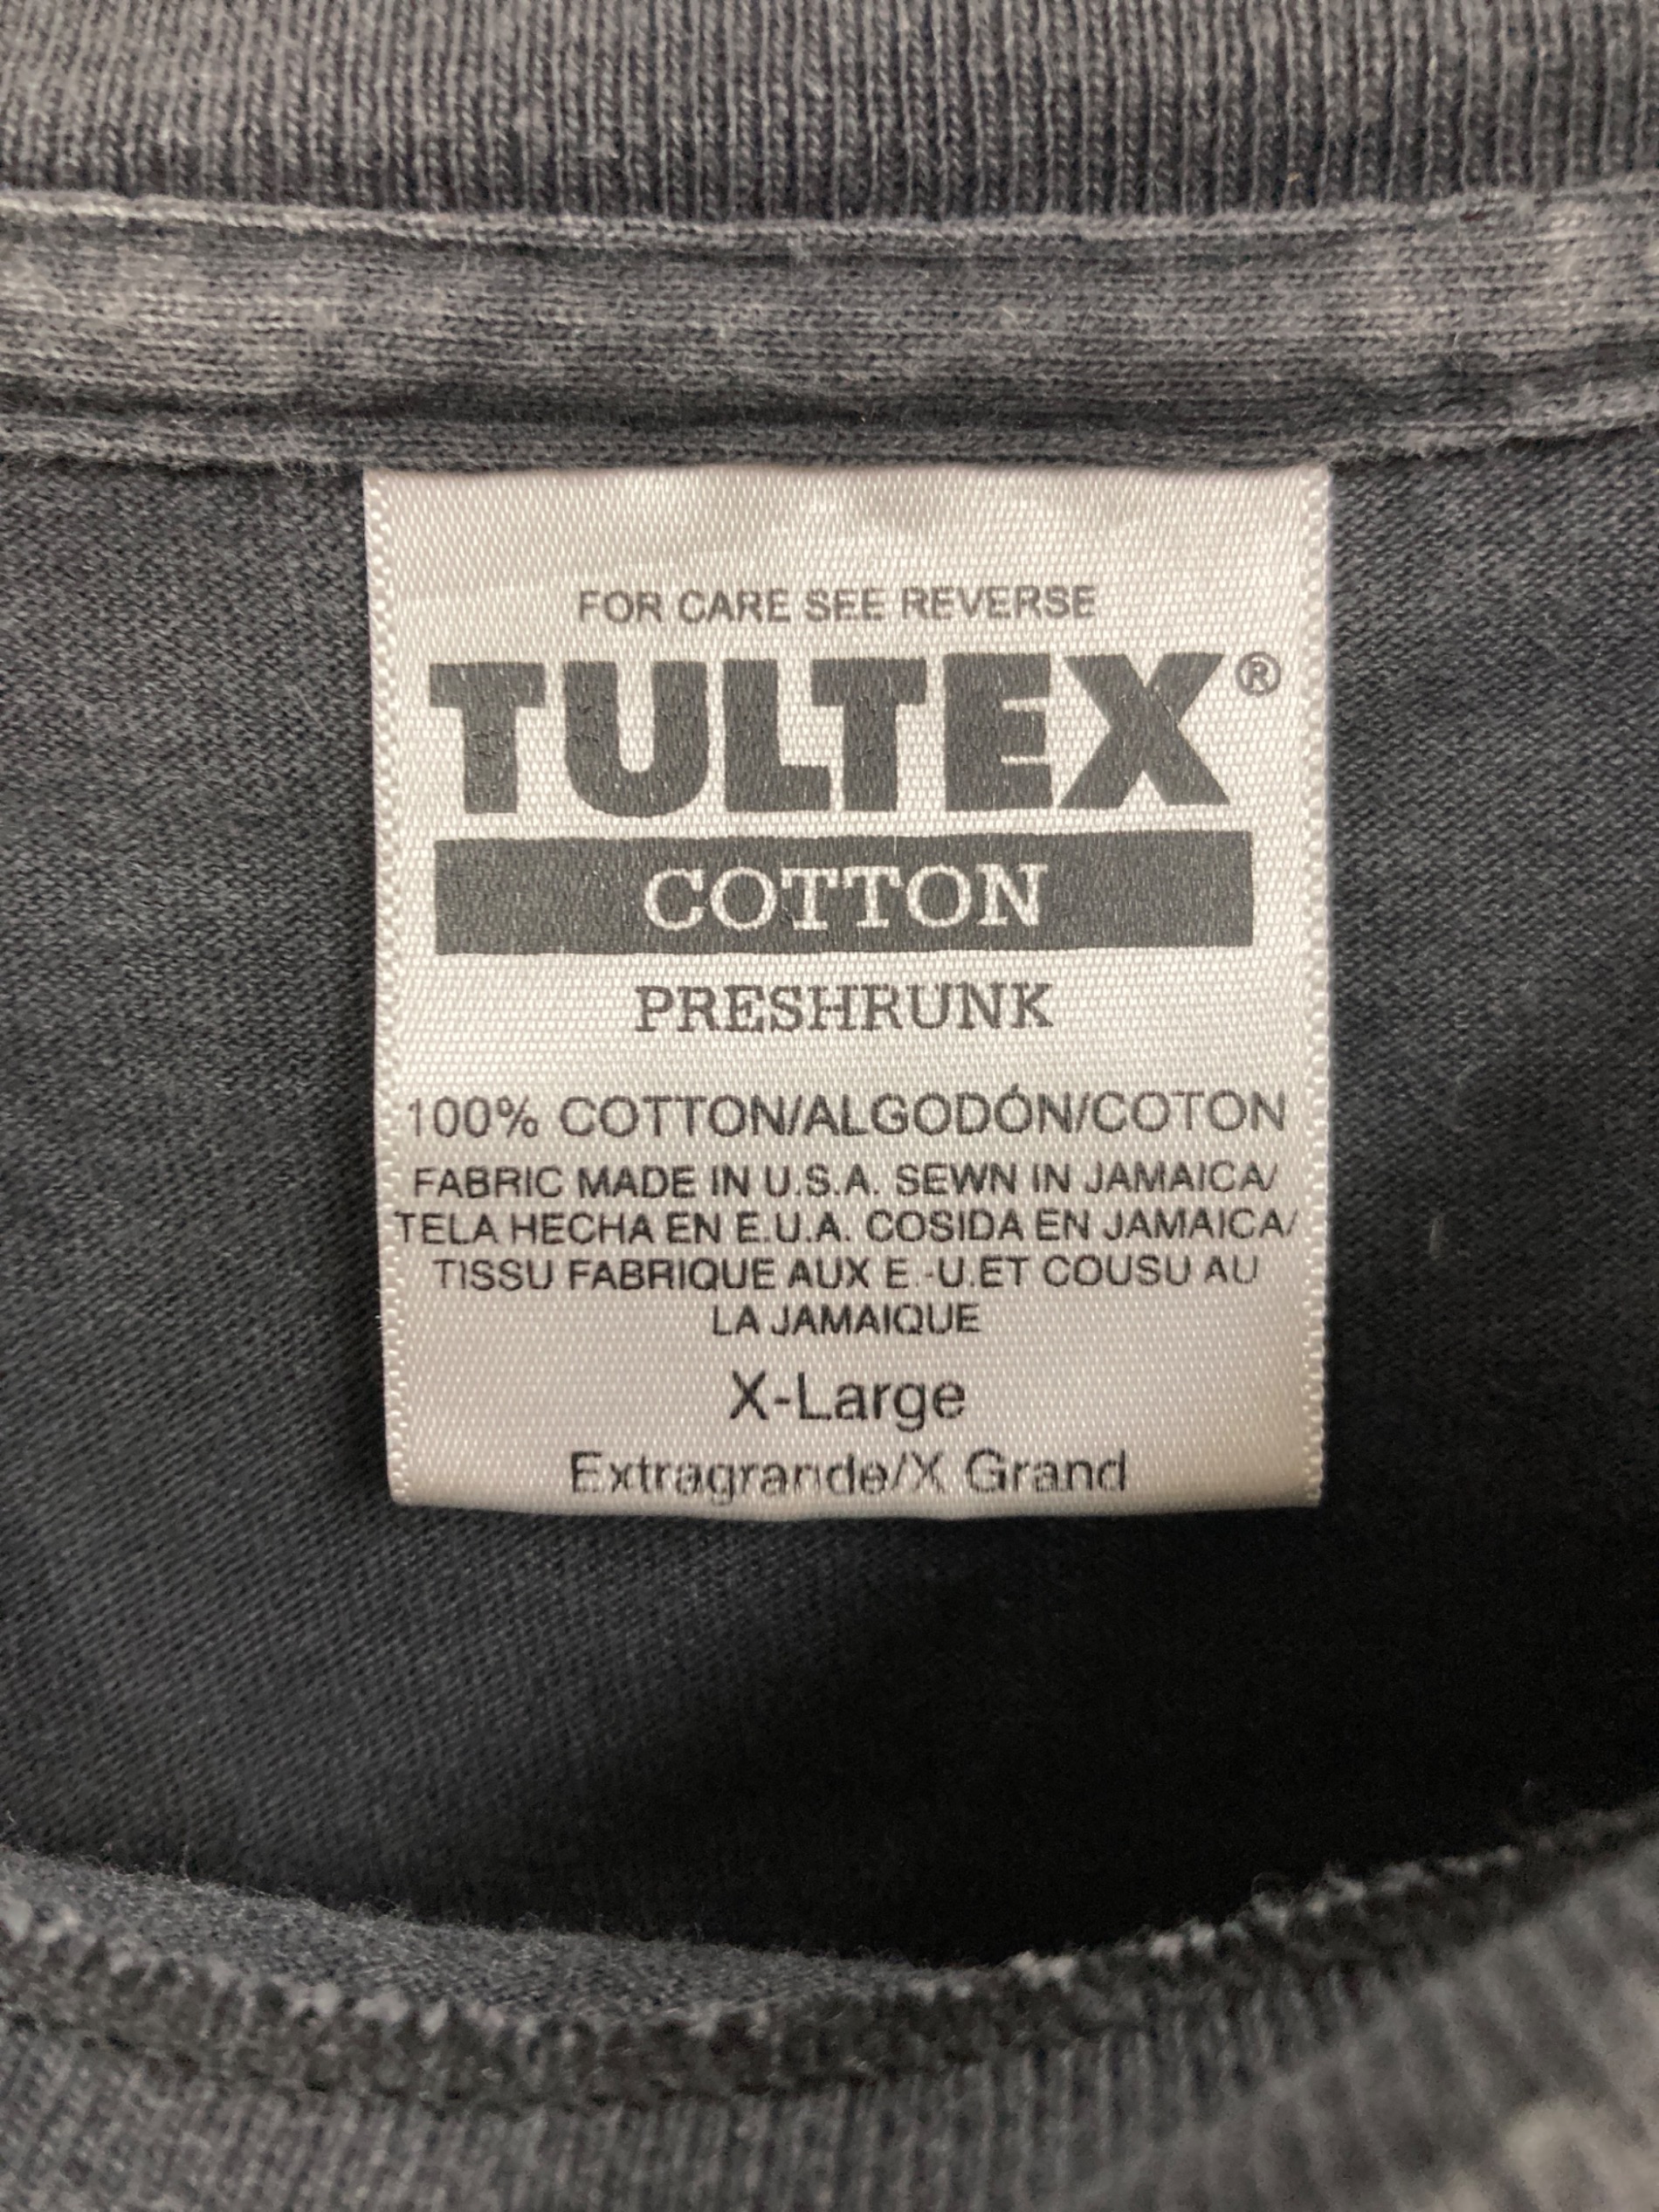 FOR CARE SEE REVERSE
TULTEX®
COTTON
PRESHRUNK
100% COTTON/ALGODÓN/COTON
FABRIC MADE IN U.S.A. SEWN IN JAMAICA/
TELA HECHA EN E.U.A. COSIDA EN JAMAICA/
TISSU FABRIQUE AUX E.-U.ET COUSU AU
LA JAMAIQUE
X-Large
Extragrande/X Grand